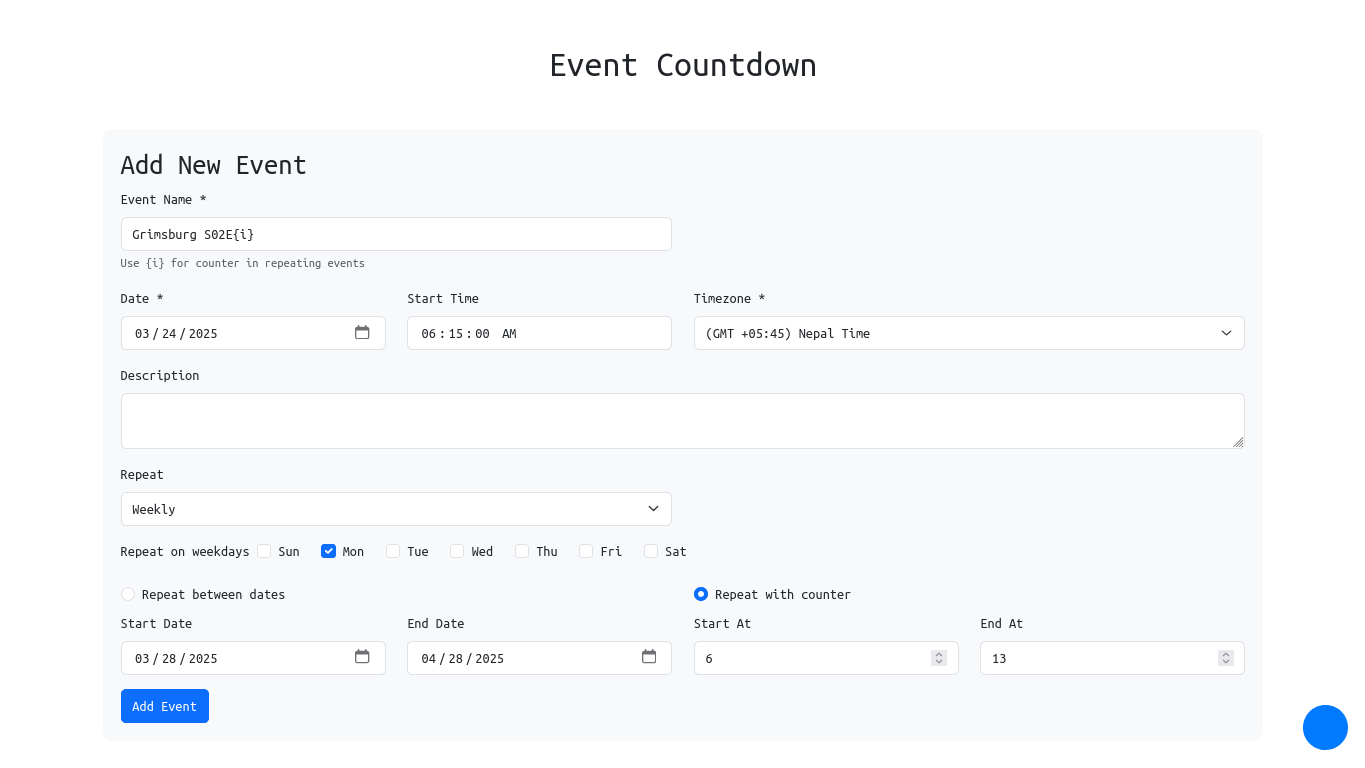 Event Countdown
Add New Event
Event Name *
Grimsburg S02E{i}
Use {i} for counter in repeating events
Date * Start Time Timezone *
03/24/2025 06:15:00 AM (GMT +05:45) Nepal Time
Description
Repeat
Weekly
Repeat on weekdays Sun Mon Tue Wed Thu Fri Sat
Repeat between dates Repeat with counter
Start Date End Date Start At End At
03/28/2025 04/28/2025 6 13
Add Event